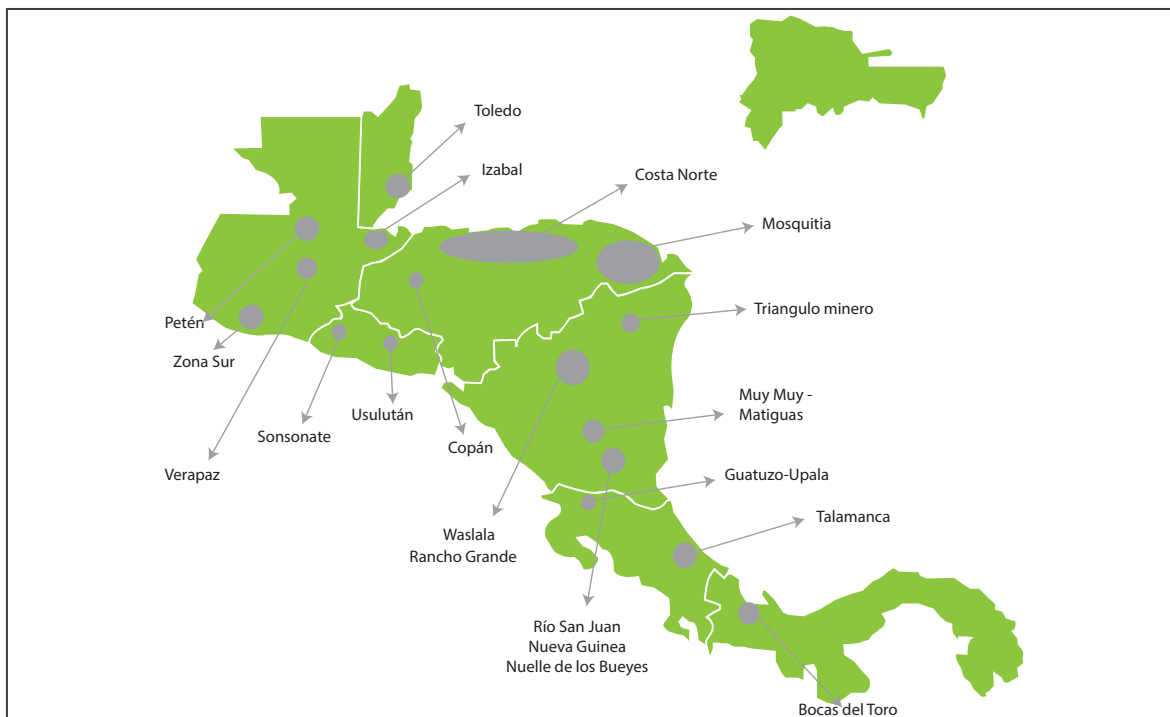 Toledo
Izabal
Costa Norte
Mosquitia
Triangulo minero
Petén
Zona Sur
Muy Muy -
Matiguas
Usulután
Sonsonate
Copán
Verapaz
Guatuzo-Upala
Talamanca
Waslala
Rancho Grande
Río San Juan
Nueva Guinea
Nuelle de los Bueyes
Bocas del Toro